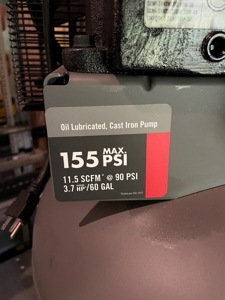 Oil Lubricated, Cast Iron Pump
155 MAX. PSI
11.5 SCFM* @ 90 PSI
3.7 HP/60 GAL